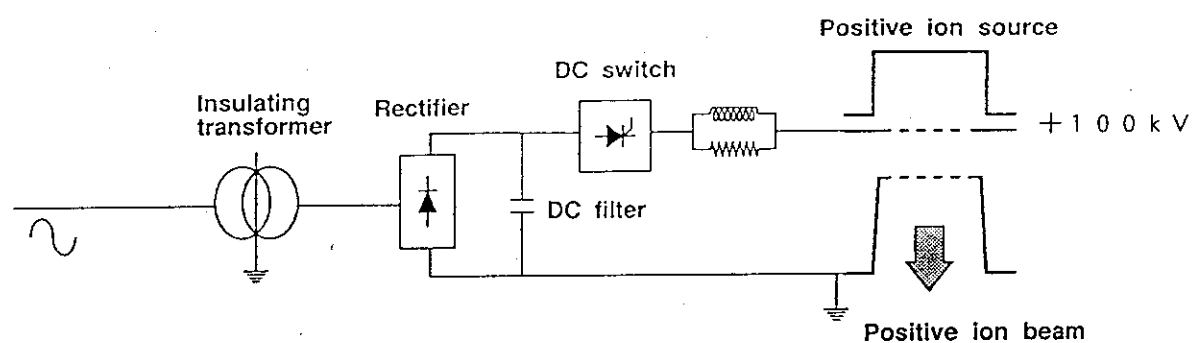 Positive ion source
DC switch
Insulating
transformer
Rectifier
+100kV
DC filter
Positive ion beam